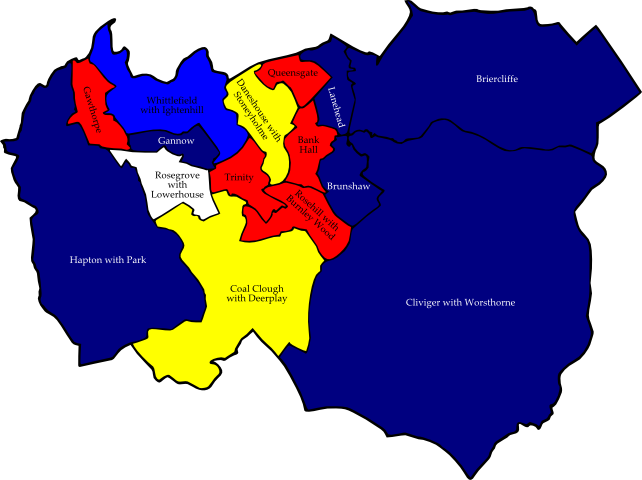 Briercliffe
Queensgate
Lanehead
Daneshouse with
Stoneyholme
Gawthorpe
Whittlefield
with Ightenhill
Gannow
Bank
Hall
Trinity
Rosegrove
with
Lowerhouse
Brunshaw
Rosehill with
Burnley Wood
Hapton with Park
Coal Clough
with Deerplay
Cliviger with Worsthorne